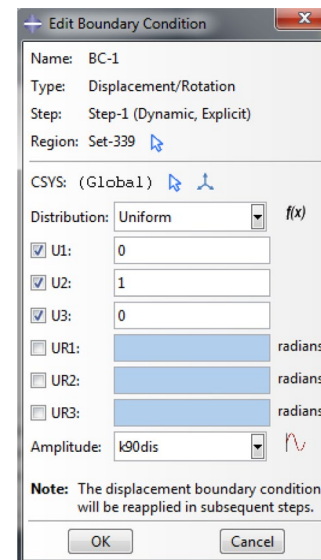 Edit Boundary Condition
Name: BC-1
Type: Displacement/Rotation
Step: Step-1 (Dynamic, Explicit)
Region: Set-339
CSYS: (Global)
Distribution: Uniform f(x)
U1: 0
U2: 1
U3: 0
UR1: radians
UR2: radians
UR3: radians
Amplitude: k90dis
Note: The displacement boundary condition
will be reapplied in subsequent steps.
OK Cancel